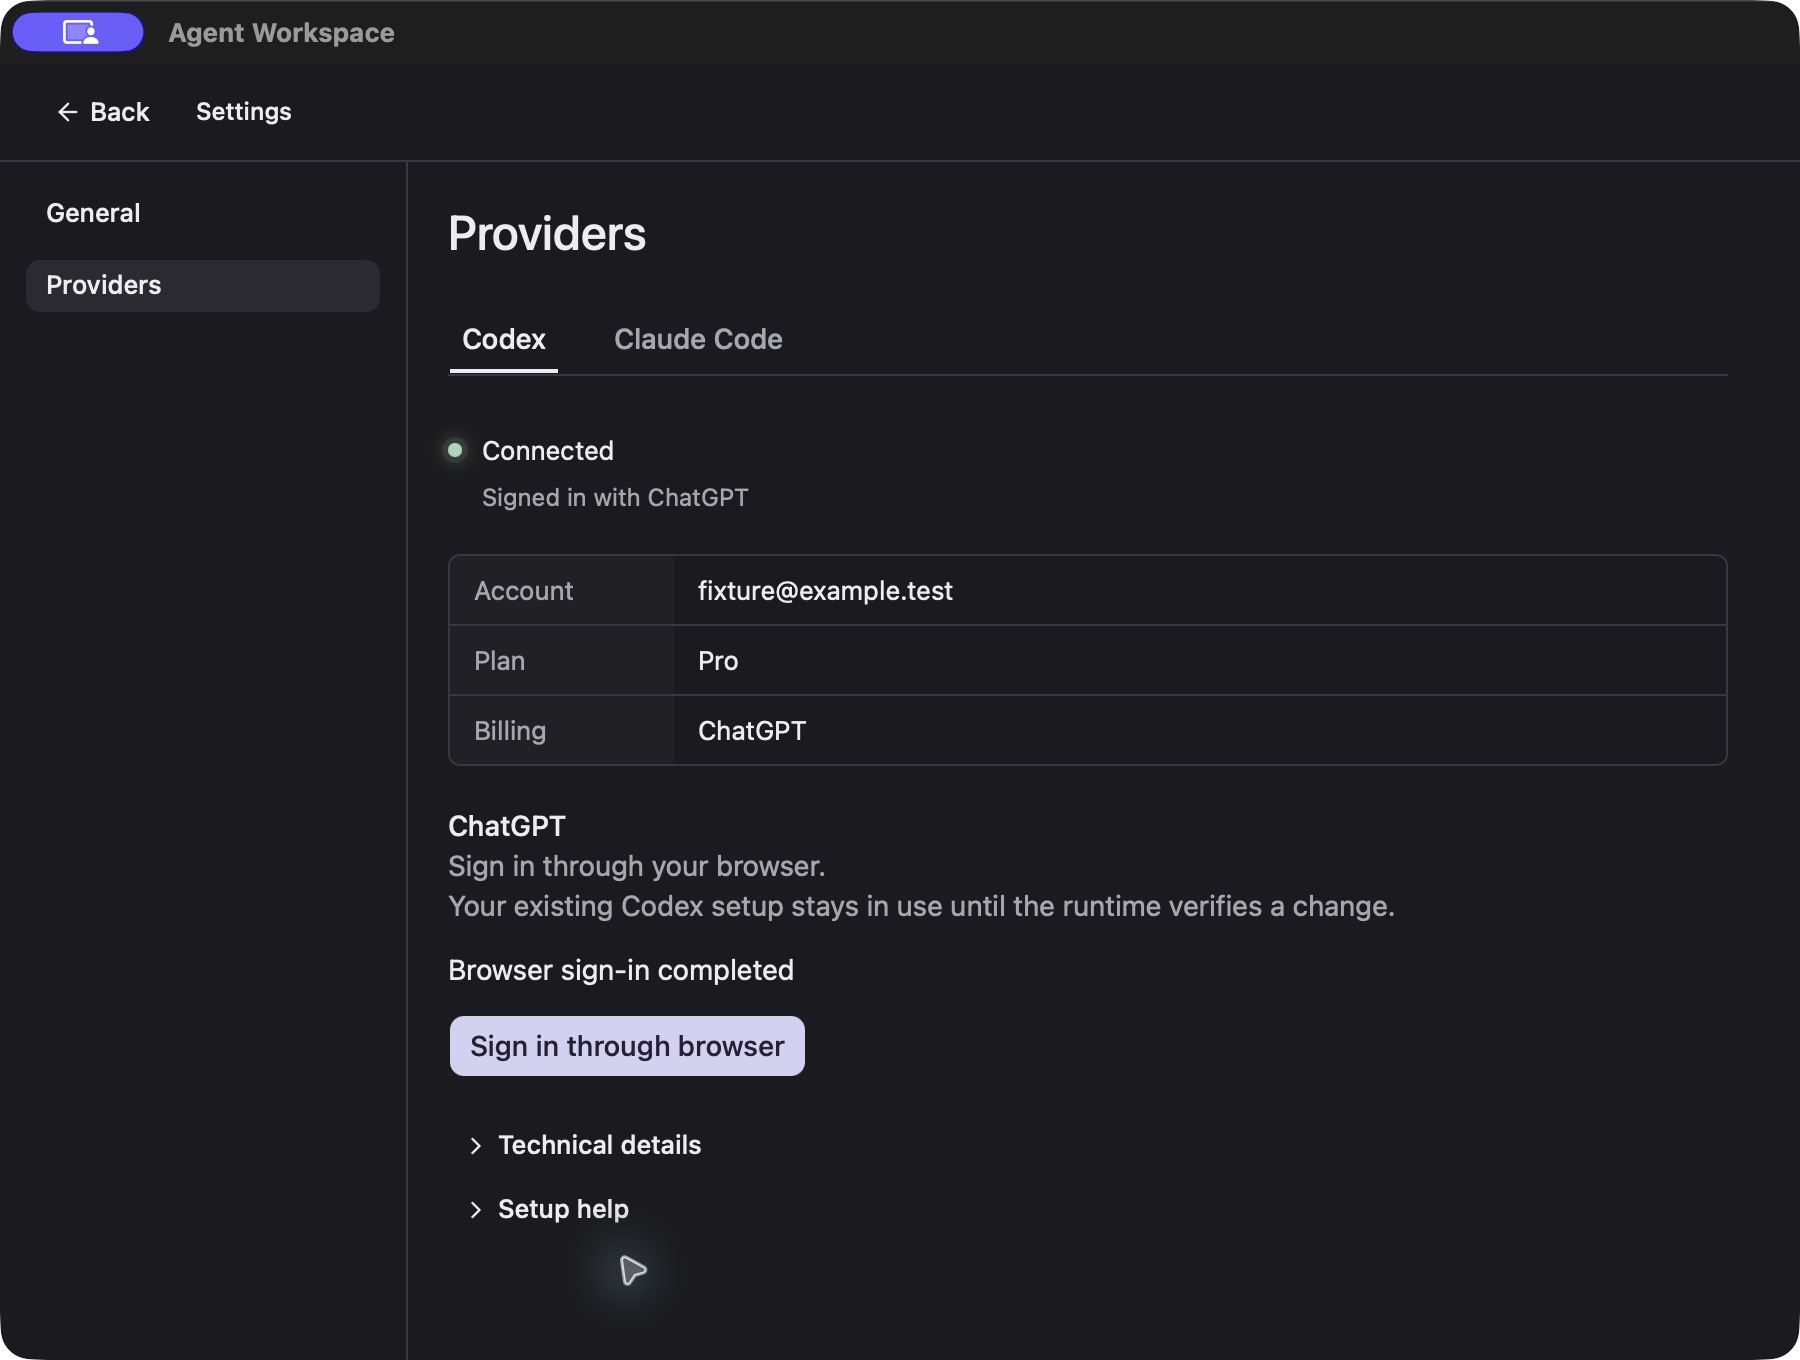 Agent Workspace
Back
Settings
General
Providers
Providers
Codex
Claude Code
Connected
Signed in with ChatGPT
Account
fixture@example.test
Plan
Pro
Billing
ChatGPT
ChatGPT
Sign in through your browser.
Your existing Codex setup stays in use until the runtime verifies a change.
Browser sign-in completed
Sign in through browser
Technical details
Setup help